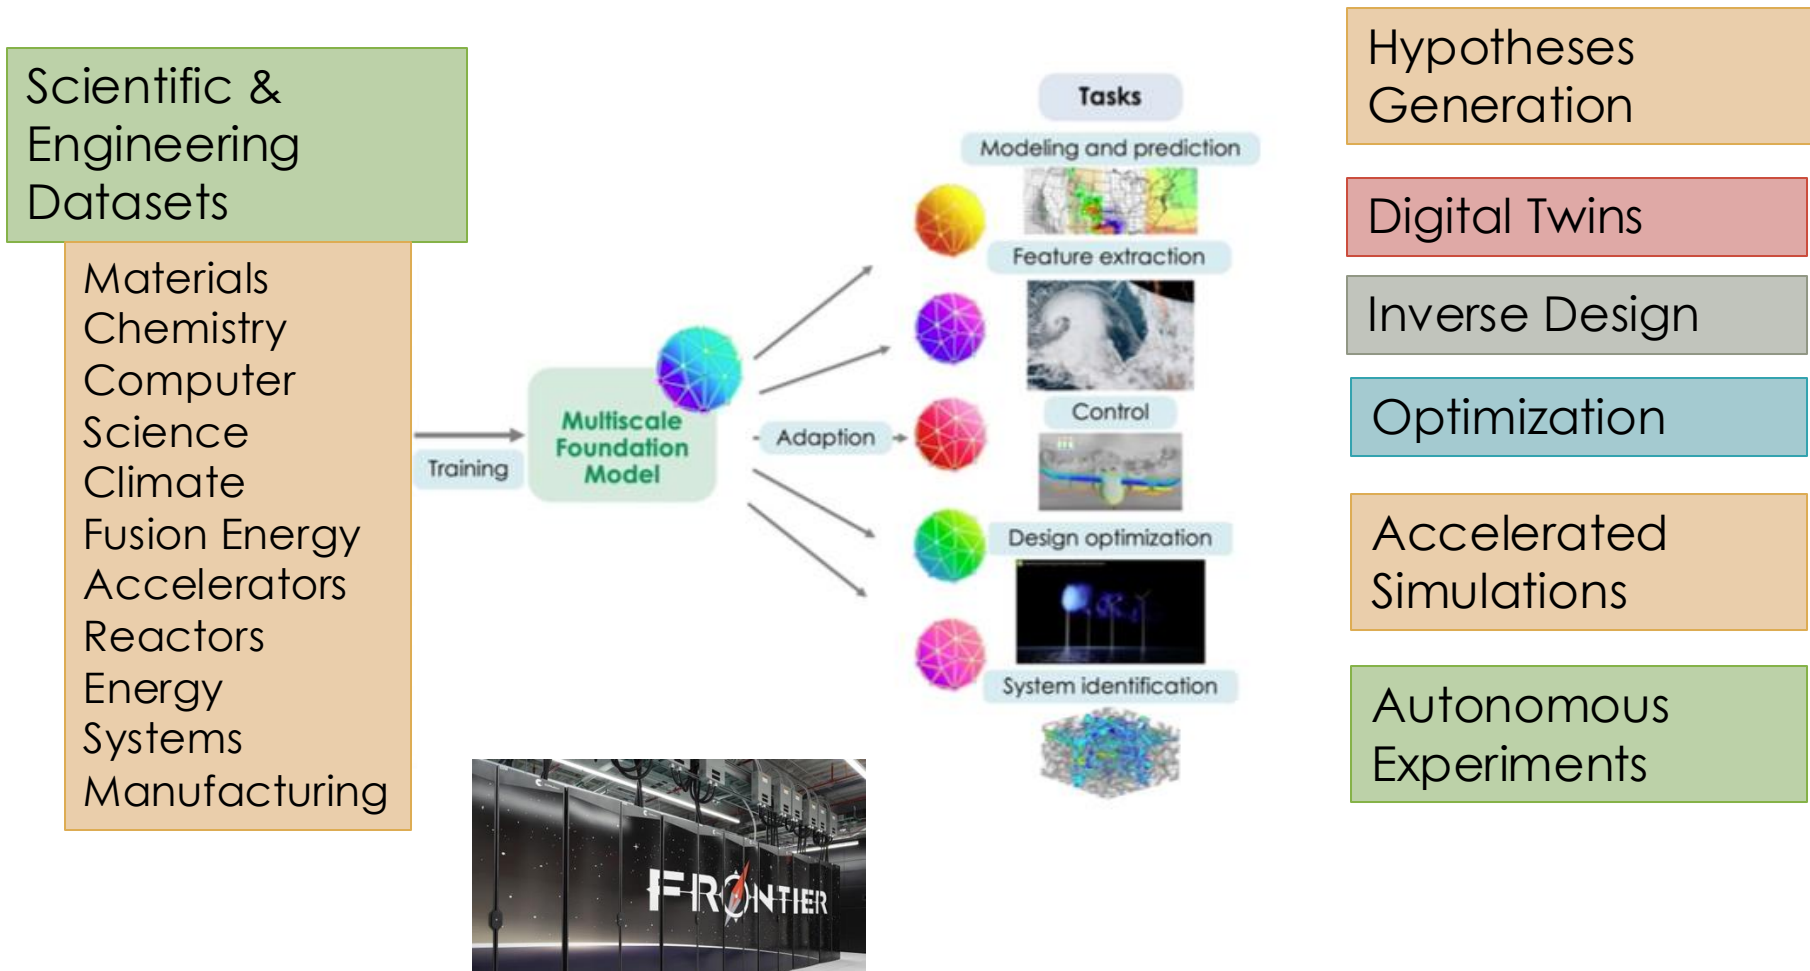 Scientific &
Engineering
Datasets
Materials
Chemistry
Computer
Science
Climate
Fusion Energy
Accelerators
Reactors
Energy
Systems
Manufacturing
Training
Multiscale
Foundation
Model
Adaption
Tasks
Modeling and prediction
Feature extraction
Control
Design optimization
System identification
FRONTIER
Hypotheses
Generation
Digital Twins
Inverse Design
Optimization
Accelerated
Simulations
Autonomous
Experiments